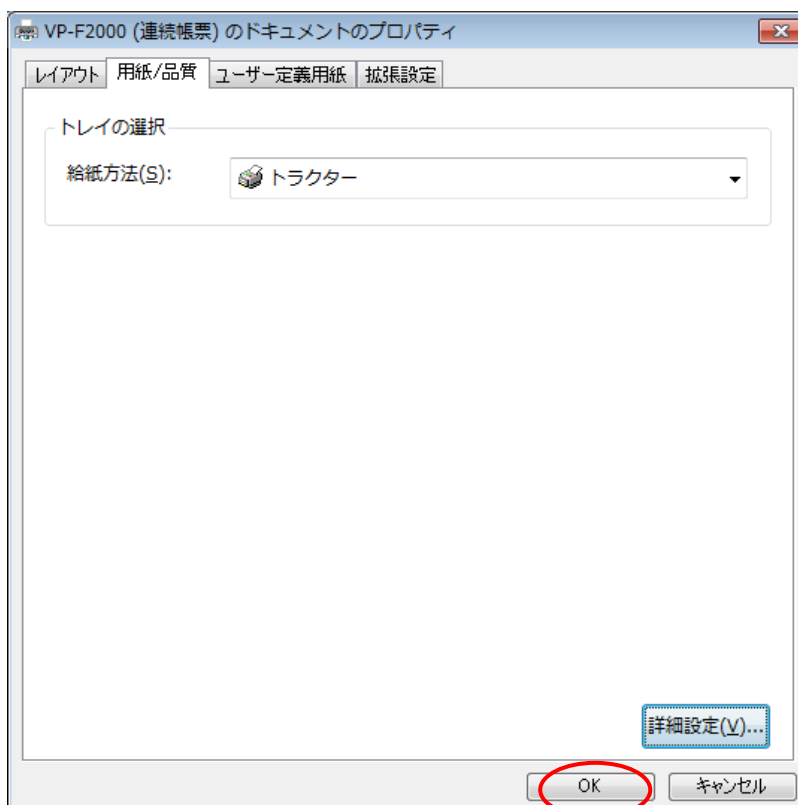 VP-F2000 (連続帳票) のドキュメントのプロパティ
レイアウト 用紙/品質 ユーザー定義用紙 拡張設定
トレイの選択
給紙方法(S): トラクター
詳細設定(V)...
OK キャンセル